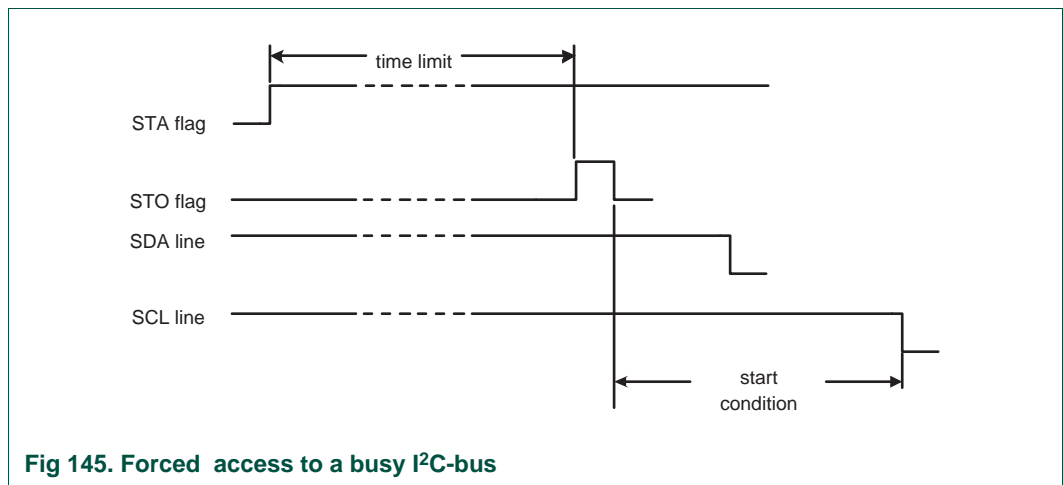 time limit
STA flag
STO flag
SDA line
SCL line
start
condition
Fig 145. Forced access to a busy I²C-bus